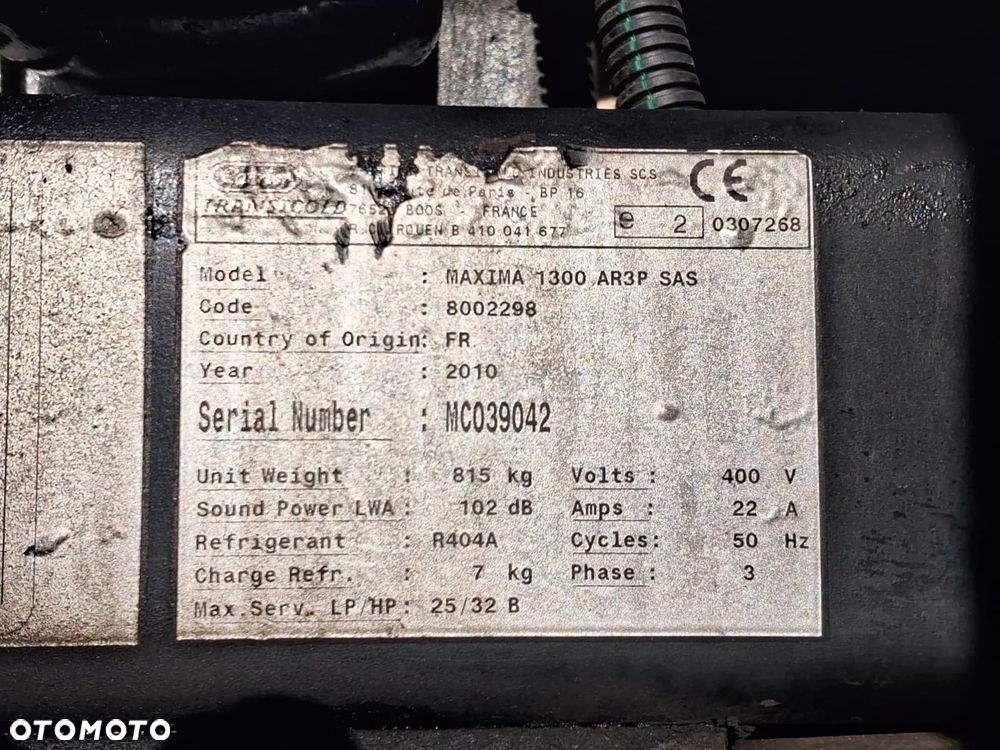 TRANSICOLD INDUSTRIES SCS
de Paris . BP 16
TRANSICOLD 7652 BOOS - FRANCE
ROUEN B 410 041 677
CE
e 2 0307268
Model : MAXIMA 1300 AR3P SAS
Code : 8002298
Country of Origin: FR
Year : 2010
Serial Number : MC039042
Unit Weight : 815 kg Volts : 400 V
Sound Power LWA : 102 dB Amps : 22 A
Refrigerant : R404A Cycles: 50 Hz
Charge Refr. : 7 kg Phase : 3
Max.Serv. LP/HP: 25/32 B
OTOMOTO